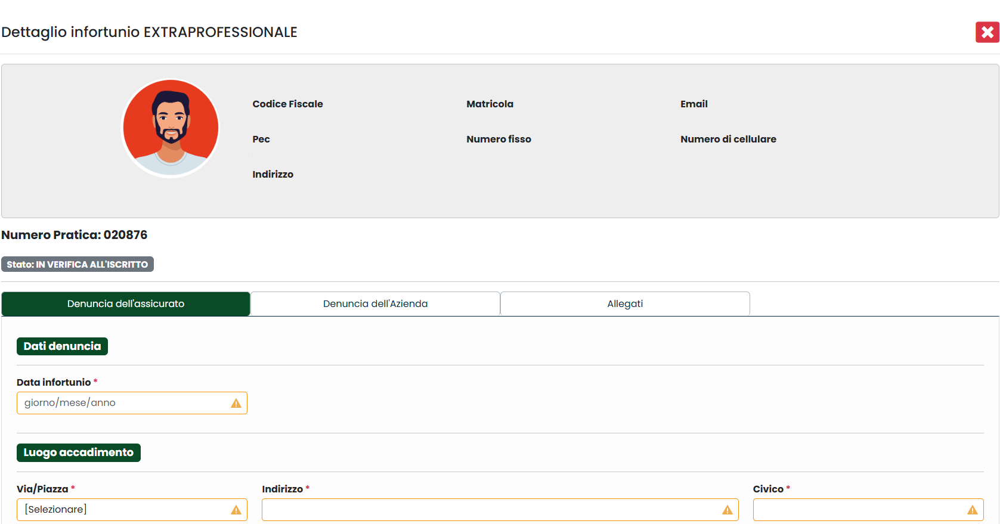 Dettaglio infortunio EXTRAPROFESSIONALE
Codice Fiscale
Matricola
Email
Pec
Numero fisso
Numero di cellulare
Indirizzo
Numero Pratica: 020876
Stato: IN VERIFICA ALL'ISCRITTO
Denuncia dell'assicurato
Denuncia dell'Azienda
Allegati
Dati denuncia
Data infortunio *
giorno/mese/anno
Luogo accadimento
Via/Piazza *
Indirizzo *
Civico *
[Selezionare]